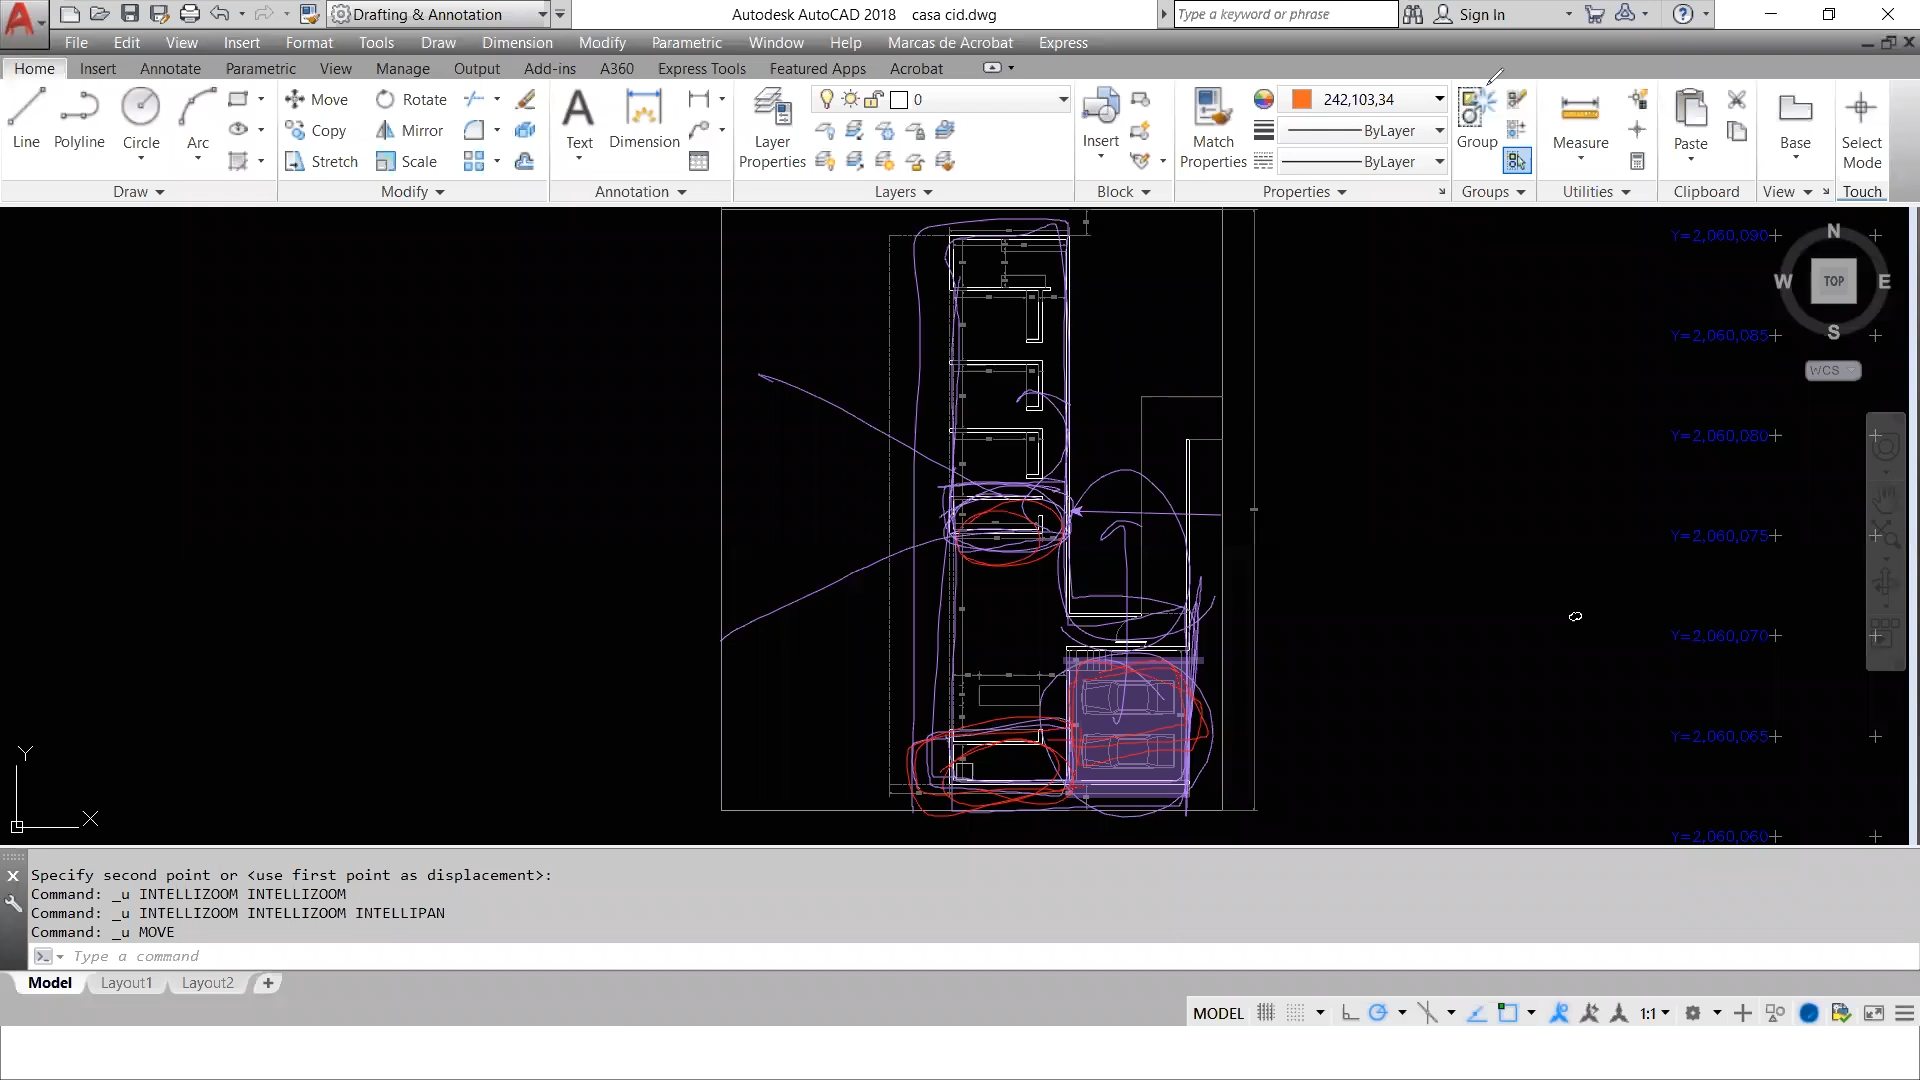 Drafting & Annotation
Autodesk AutoCAD 2018 casa cid.dwg
Type a keyword or phrase
Sign In
File Edit View Insert Format Tools Draw Dimension Modify Parametric Window Help Marcas de Acrobat Express
Home Insert Annotate Parametric View Manage Output Add-ins A360 Express Tools Featured Apps Acrobat
Line
Polyline
Circle
Arc
Draw
Move
Rotate
Copy
Mirror
Stretch
Scale
Modify
Text
Dimension
Annotation
Layer
Properties
0
Layers
Insert
Block
Match
Properties
242,103,34
ByLayer
ByLayer
Properties
Group
Groups
Measure
Utilities
Paste
Clipboard
Base
View
Select
Mode
Touch
N
W
TOP
E
S
WCS
Y=2,060,090
Y=2,060,085
Y=2,060,080
Y=2,060,075
Y=2,060,070
Y=2,060,065
Y=2,060,060
Y
X
Specify second point or <use first point as displacement>:
Command: _u INTELLIZOOM INTELLIZOOM
Command: _u INTELLIZOOM INTELLIZOOM INTELLIPAN
Command: _u MOVE
Type a command
Model Layout1 Layout2
MODEL
1:1